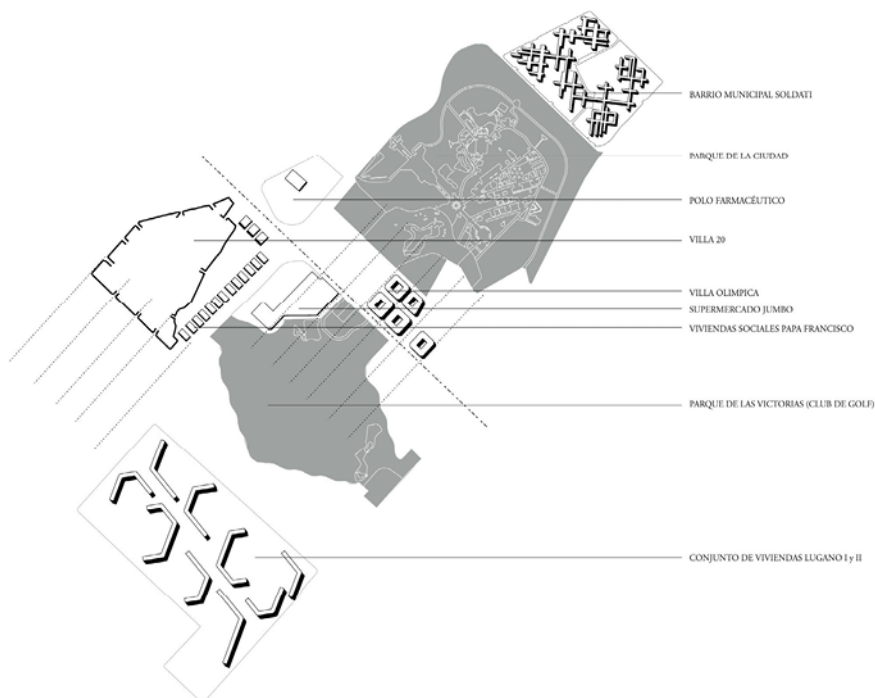 BARRIO MUNICIPAL SOLDATI
PARQUE DE LA CIUDAD
POLO FARMACÉUTICO
VILLA 20
VILLA OLIMPICA
SUPERMERCADO JUMBO
VIVIENDAS SOCIALES PAPA FRANCISCO
PARQUE DE LAS VICTORIAS (CLUB DE GOLF)
CONJUNTO DE VIVIENDAS LUGANO I y II